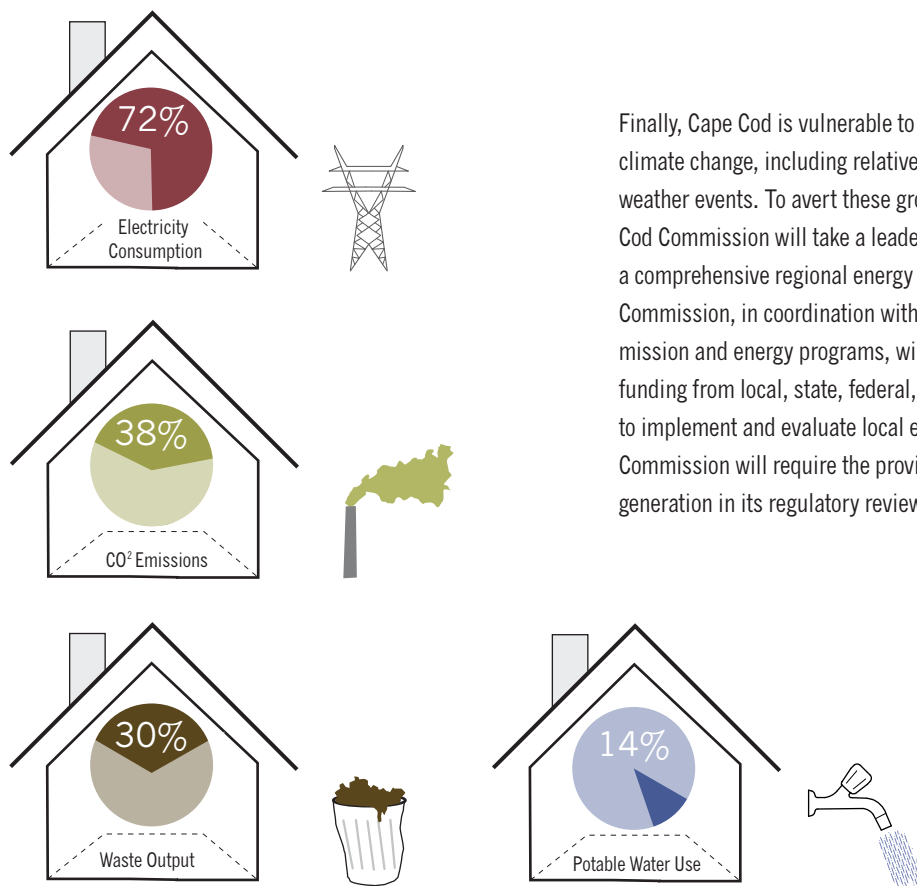 72%
Electricity
Consumption
38%
CO² Emissions
30%
Waste Output
14%
Potable Water Use
Finally, Cape Cod is vulnerable to
climate change, including relative
weather events. To avert these gro
Cod Commission will take a leade
a comprehensive regional energy
Commission, in coordination with
mission and energy programs, wi
funding from local, state, federal,
to implement and evaluate local e
Commission will require the provi
generation in its regulatory review